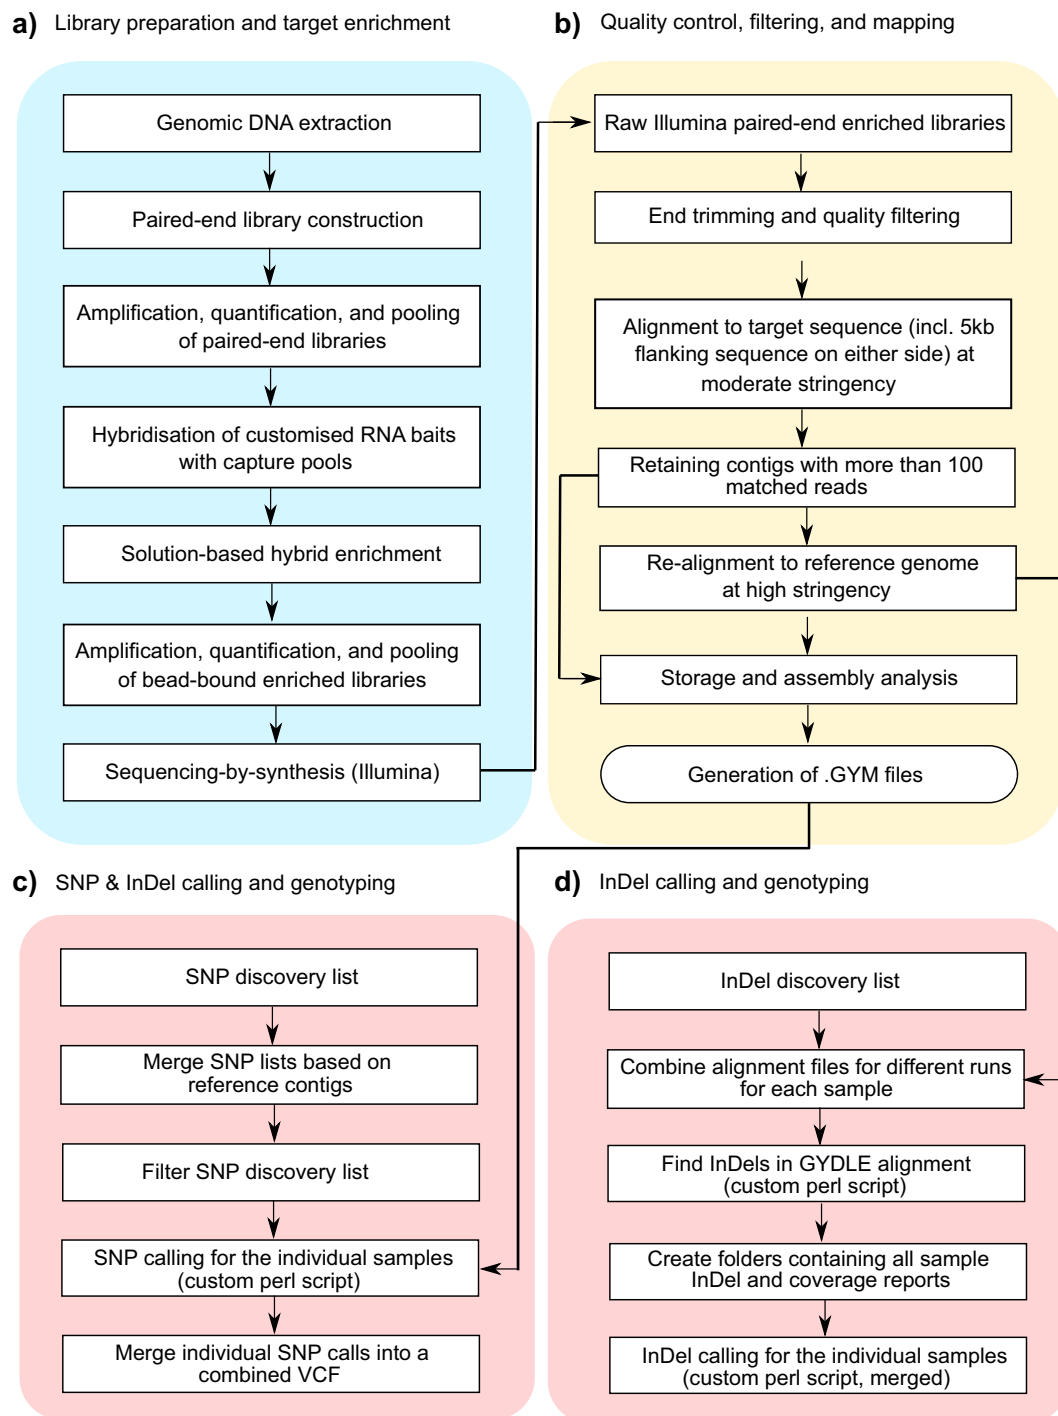 a) Library preparation and target enrichment
Genomic DNA extraction
Paired-end library construction
Amplification, quantification, and pooling
of paired-end libraries
Hybridisation of customised RNA baits
with capture pools
Solution-based hybrid enrichment
Amplification, quantification, and pooling
of bead-bound enriched libraries
Sequencing-by-synthesis (Illumina)
b) Quality control, filtering, and mapping
Raw Illumina paired-end enriched libraries
End trimming and quality filtering
Alignment to target sequence (incl. 5kb
flanking sequence on either side) at
moderate stringency
Retaining contigs with more than 100
matched reads
Re-alignment to reference genome
at high stringency
Storage and assembly analysis
Generation of .GYM files
c) SNP & InDel calling and genotyping
SNP discovery list
Merge SNP lists based on
reference contigs
Filter SNP discovery list
SNP calling for the individual samples
(custom perl script)
Merge individual SNP calls into a
combined VCF
d) InDel calling and genotyping
InDel discovery list
Combine alignment files for different runs
for each sample
Find InDels in GYDLE alignment
(custom perl script)
Create folders containing all sample
InDel and coverage reports
InDel calling for the individual samples
(custom perl script, merged)